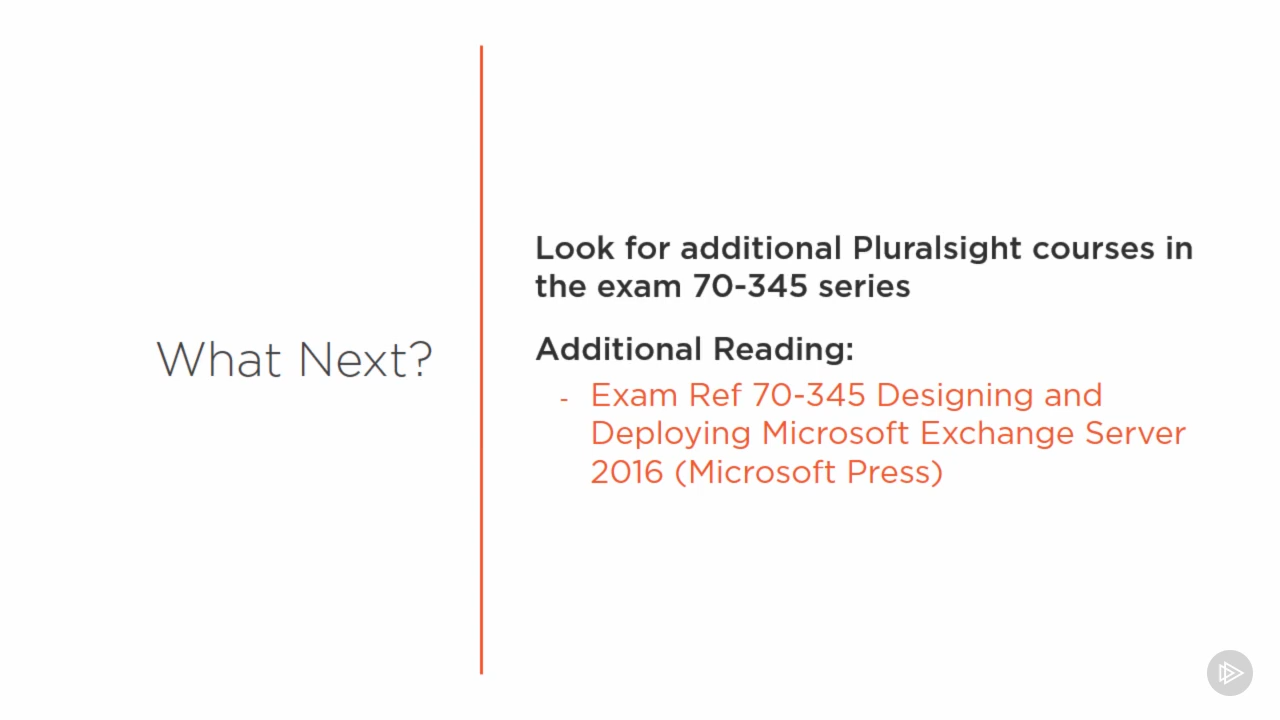 What Next?
Look for additional Pluralsight courses in
the exam 70-345 series
Additional Reading:
- Exam Ref 70-345 Designing and
Deploying Microsoft Exchange Server
2016 (Microsoft Press)